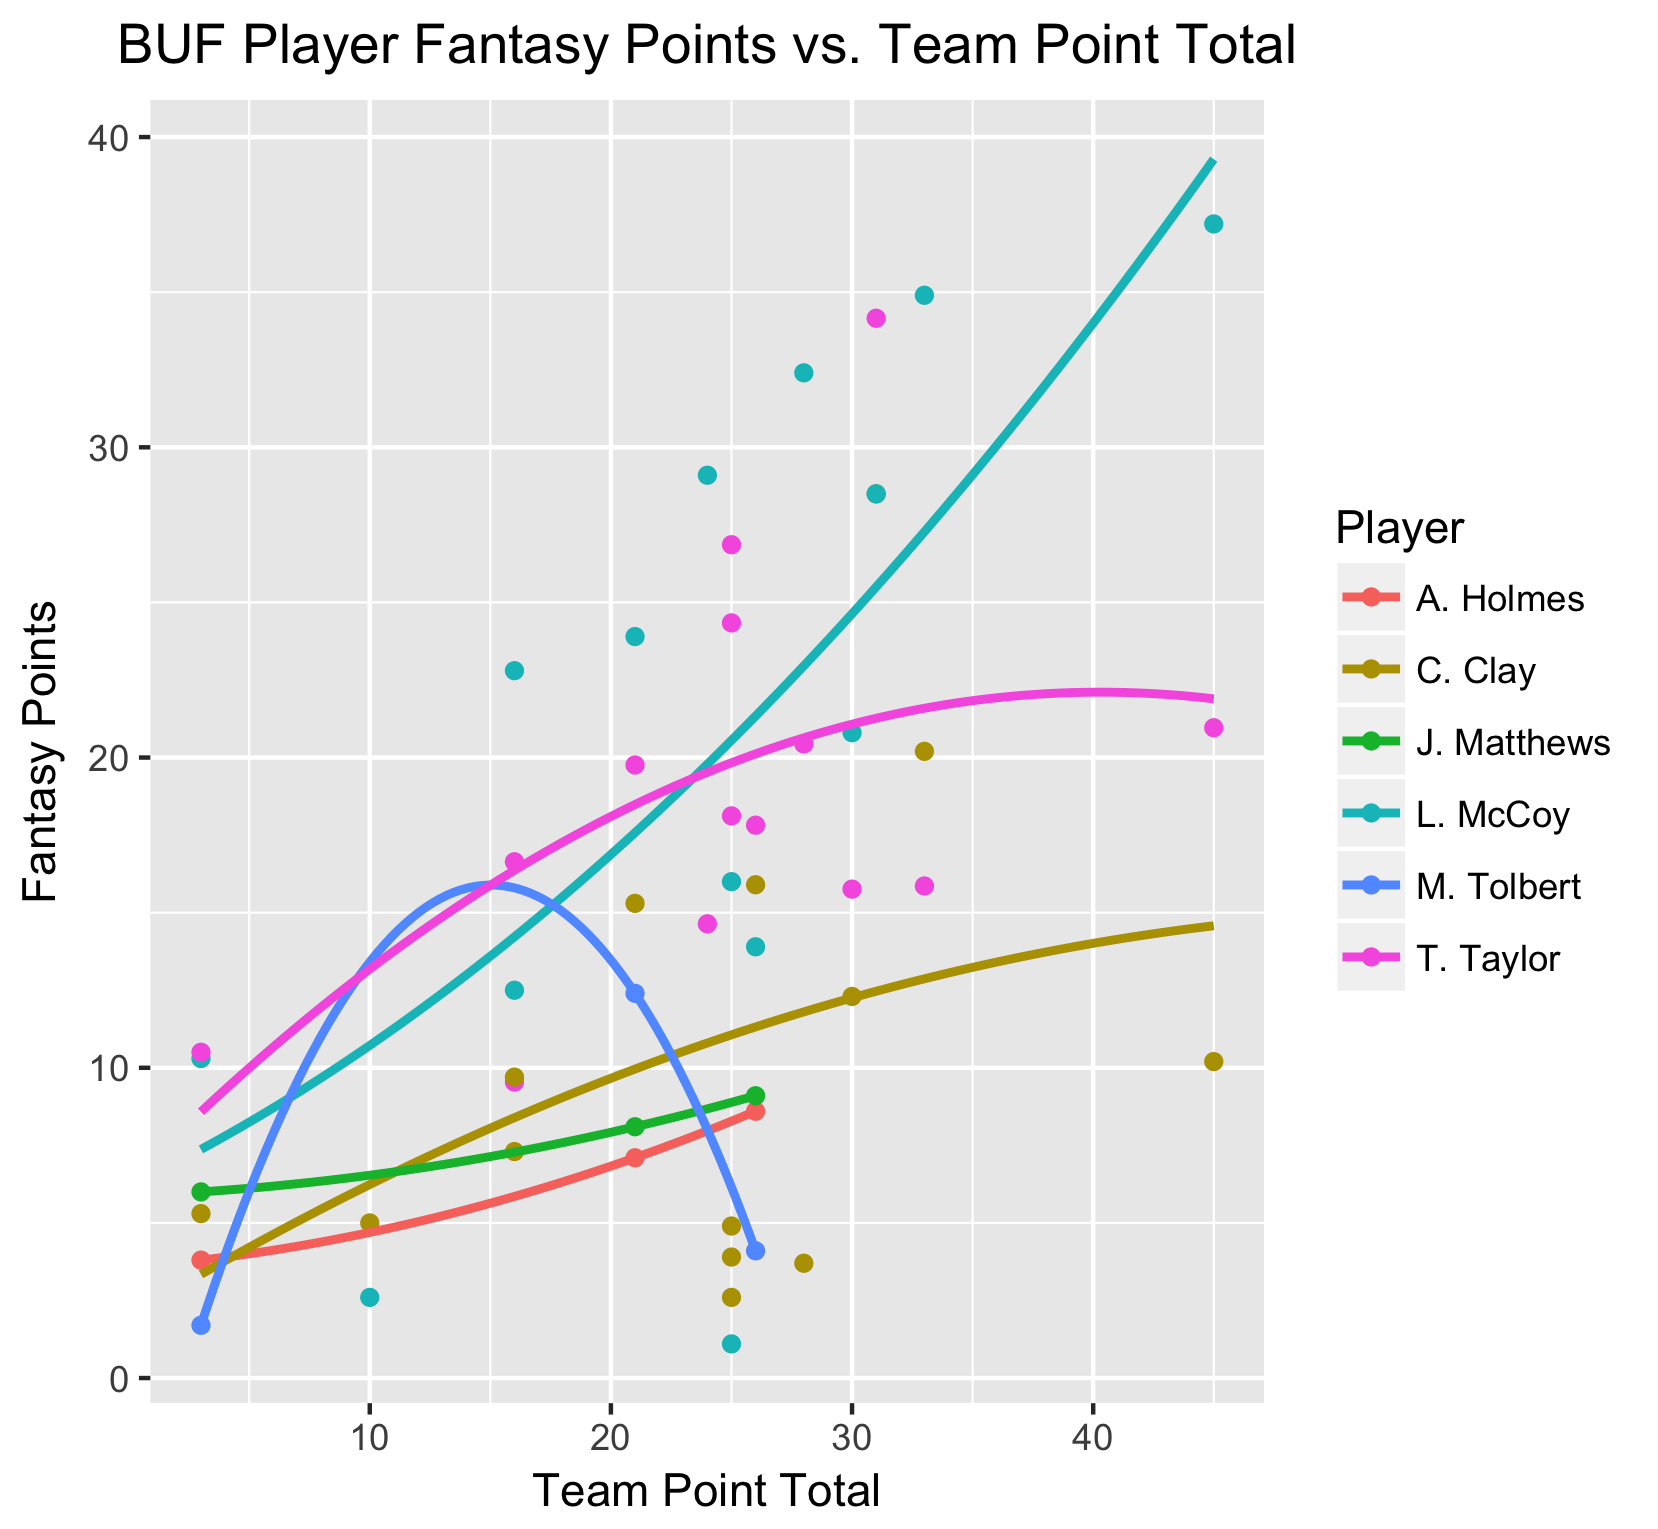 BUF Player Fantasy Points vs. Team Point Total
Fantasy Points
40
30
20
10
0
10
20
30
40
Team Point Total
Player
A. Holmes
C. Clay
J. Matthews
L. McCoy
M. Tolbert
T. Taylor